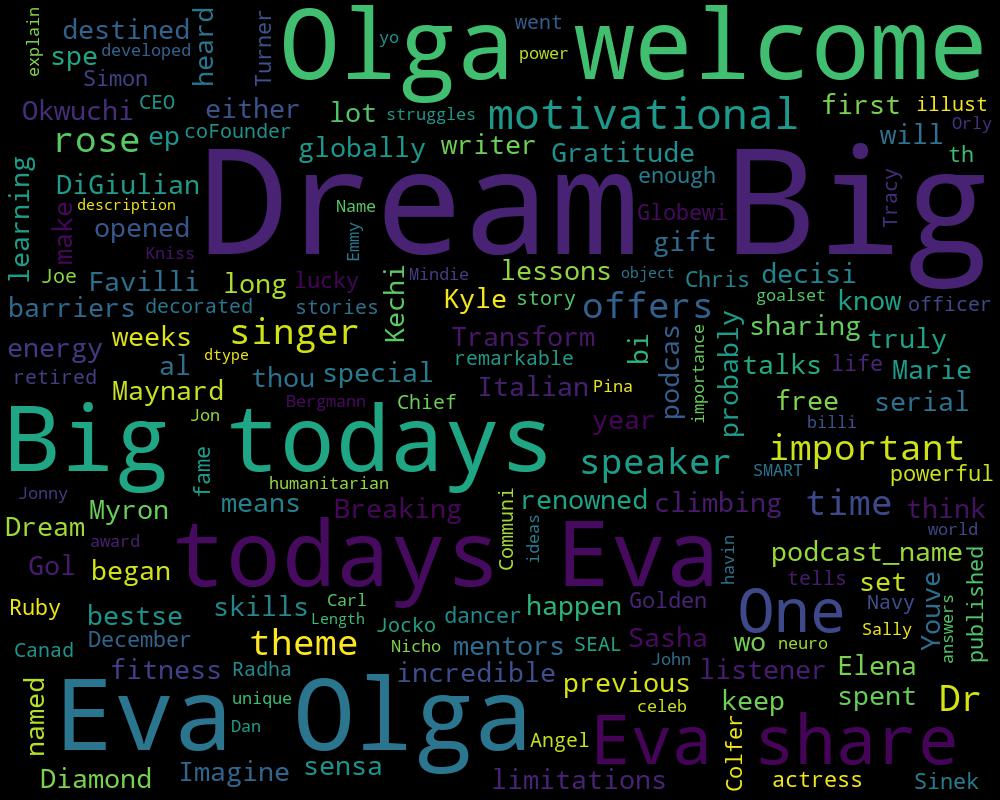 explain
destined
heard
Turner
Olga welcome
yo
went
power
spe
developed
Simon
Okwuchi
CEO
either
lot
struggles
motivational
first
illust
Orly
rose
ep
coFounder
globally
writer
Gratitude
will
th
learning
DiGiulian
Dream Big
enough
Tracy
make
description
Name
Globewi
opened
Emmy
gift
Kniss
Joe
Favilli
long
lucky
Kechi
Mindie
lessons
object
Chris
decisi
barriers
decorated
stories
Kyle
story
offers
goalset
know
officer
energy
weeks
singer
Transform
bi
podcas
importance
probably
sharing
truly
retired
al
dtype
remarkable
talks
life
Marie
Maynard
thou
special
Italian
Pina
Bergmann
Chief
year
free
serial
Jon
billi
Big todays
fame
speaker
important
humanitarian
SMART
powerful
Jonny
means
Breaking
Communi
renowned
climbing
time
think
Myron
Dream
award
todays Eva
ideas
havin
world
Gol
began
podcast_name
tells
set
Youve
published
Ruby
bestse
skills
Carl
Length
Jocko
dancer
happen
Golden
One
Navy
answers
December
theme
Nicho
mentors
SEAL
Sasha
wo
neuro
Sally
Canad
fitness
Radha
incredible
John
listener
Elena
named
Eva Olga
unique
Dan
previous
celeb
keep
spent
Dr
Angel
Eva share
Colfer
Diamond
Imagine
sensa
limitations
actress
Sinek